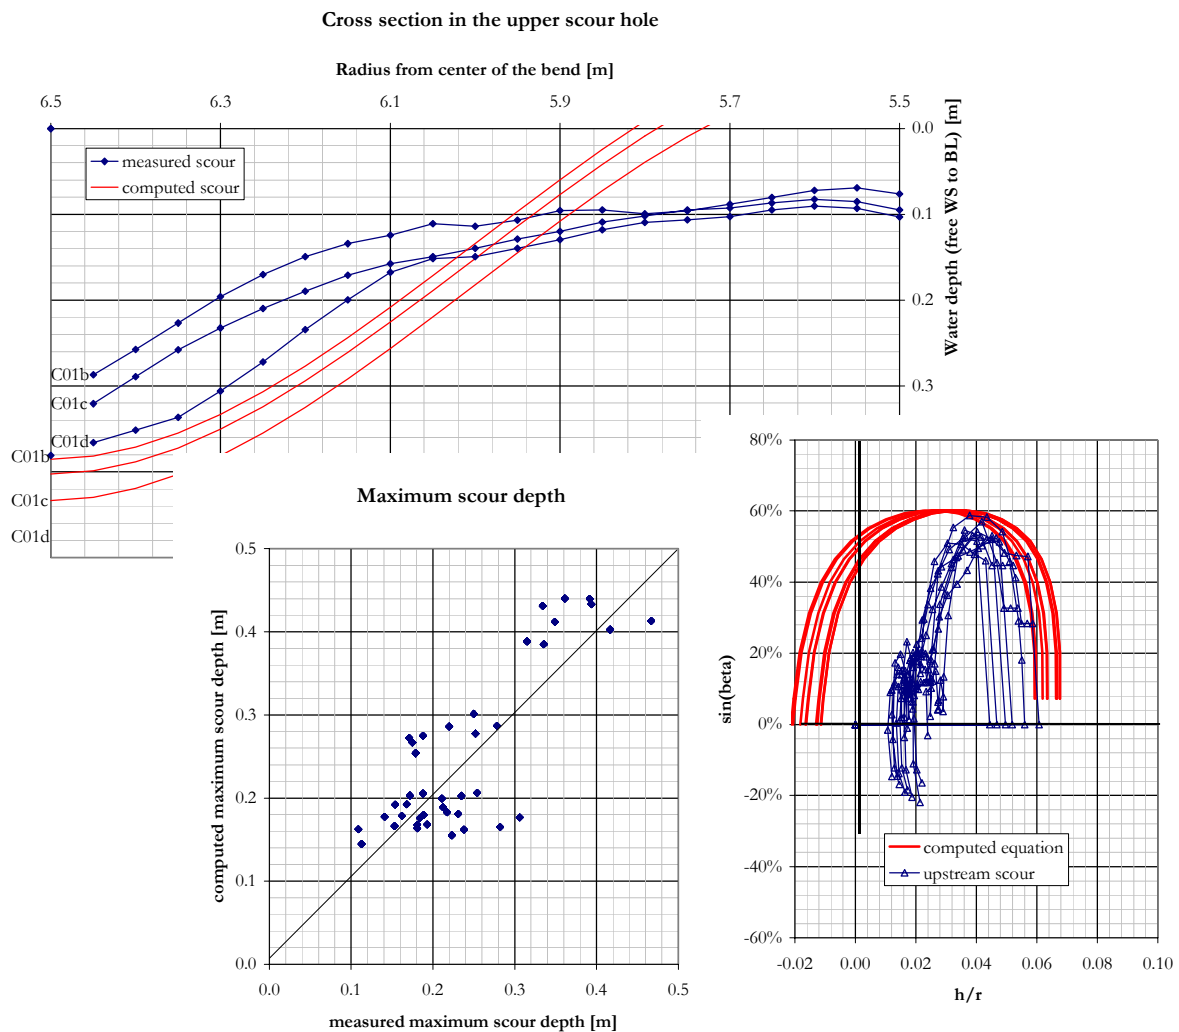 Cross section in the upper scour hole
Radius from center of the bend [m]
6.5 6.3 6.1 5.9 5.7 5.5
measured scour
computed scour
0.0
0.1
0.2
0.3
Water depth (free WS to BL) [m]
C01b
C01c
C01d
C01b
C01c
C01d
Maximum scour depth
computed maximum scour depth [m]
0.5
0.4
0.3
0.2
0.1
0.0
0.0 0.1 0.2 0.3 0.4 0.5
measured maximum scour depth [m]
sin(beta)
80%
60%
40%
20%
0%
-20%
-40%
-60%
computed equation
upstream scour
-0.02 0.00 0.02 0.04 0.06 0.08 0.10
h/r